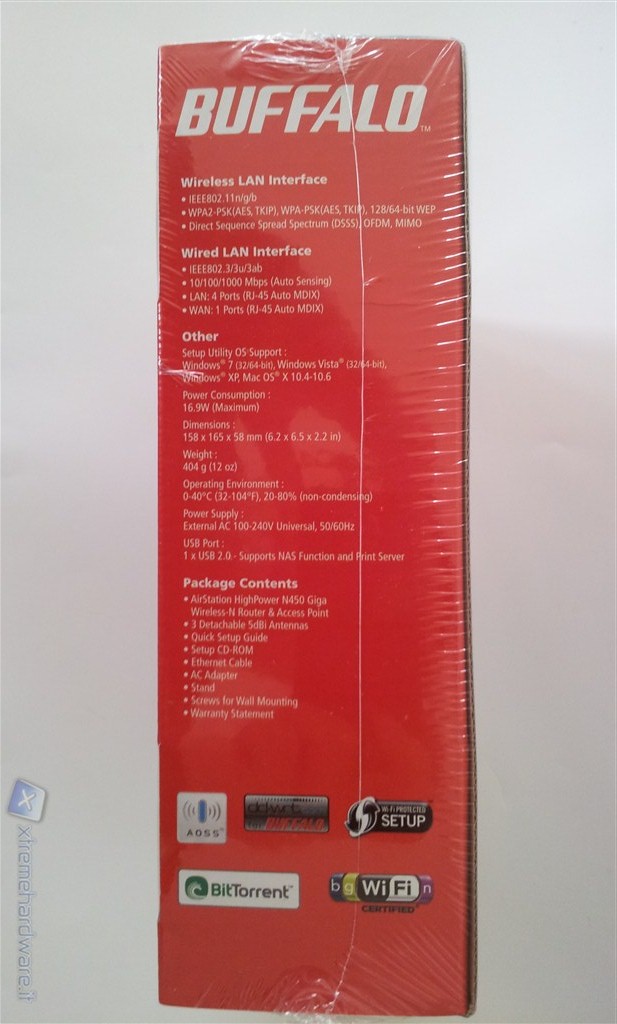 BUFFALO™
Wireless LAN Interface
• IEEE802.11n/g/b
• WPA2-PSK(AES, TKIP), WPA-PSK(AES, TKIP), 128/64-bit WEP
• Direct Sequence Spread Spectrum (DSSS), OFDM, MIMO
Wired LAN Interface
• IEEE802.3/3u/3ab
• 10/100/1000 Mbps (Auto Sensing)
• LAN: 4 Ports (RJ-45 Auto MDIX)
• WAN: 1 Ports (RJ-45 Auto MDIX)
Other
Setup Utility OS Support :
Windows® 7 (32/64-bit), Windows Vista® (32/64-bit),
Windows® XP, Mac OS® X 10.4-10.6
Power Consumption :
16.9W (Maximum)
Dimensions :
158 x 165 x 58 mm (6.2 x 6.5 x 2.2 in)
Weight :
404 g (12 oz)
Operating Environment :
0-40°C (32-104°F), 20-80% (non-condensing)
Power Supply :
External AC 100-240V Universal, 50/60Hz
USB Port :
1 x USB 2.0 - Supports NAS Function and Print Server
Package Contents
• AirStation HighPower N450 Giga
Wireless-N Router & Access Point
• 3 Detachable 5dBi Antennas
• Quick Setup Guide
• Setup CD-ROM
• Ethernet Cable
• AC Adapter
• Stand
• Screws for Wall Mounting
• Warranty Statement
AOSS™
dd-wrt
BUFFALO
Wi-Fi PROTECTED
SETUP
BitTorrent™
b g Wi Fi n
CERTIFIED
xtremehardware.it